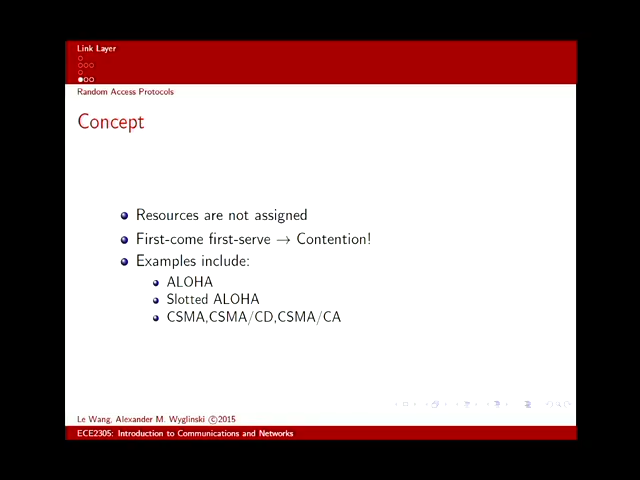 Link Layer
Random Access Protocols
Concept
Resources are not assigned
First-come first-serve → Contention!
Examples include:
ALOHA
Slotted ALOHA
CSMA,CSMA/CD,CSMA/CA
Le Wang, Alexander M. Wyglinski ©2015
ECE2305: Introduction to Communications and Networks